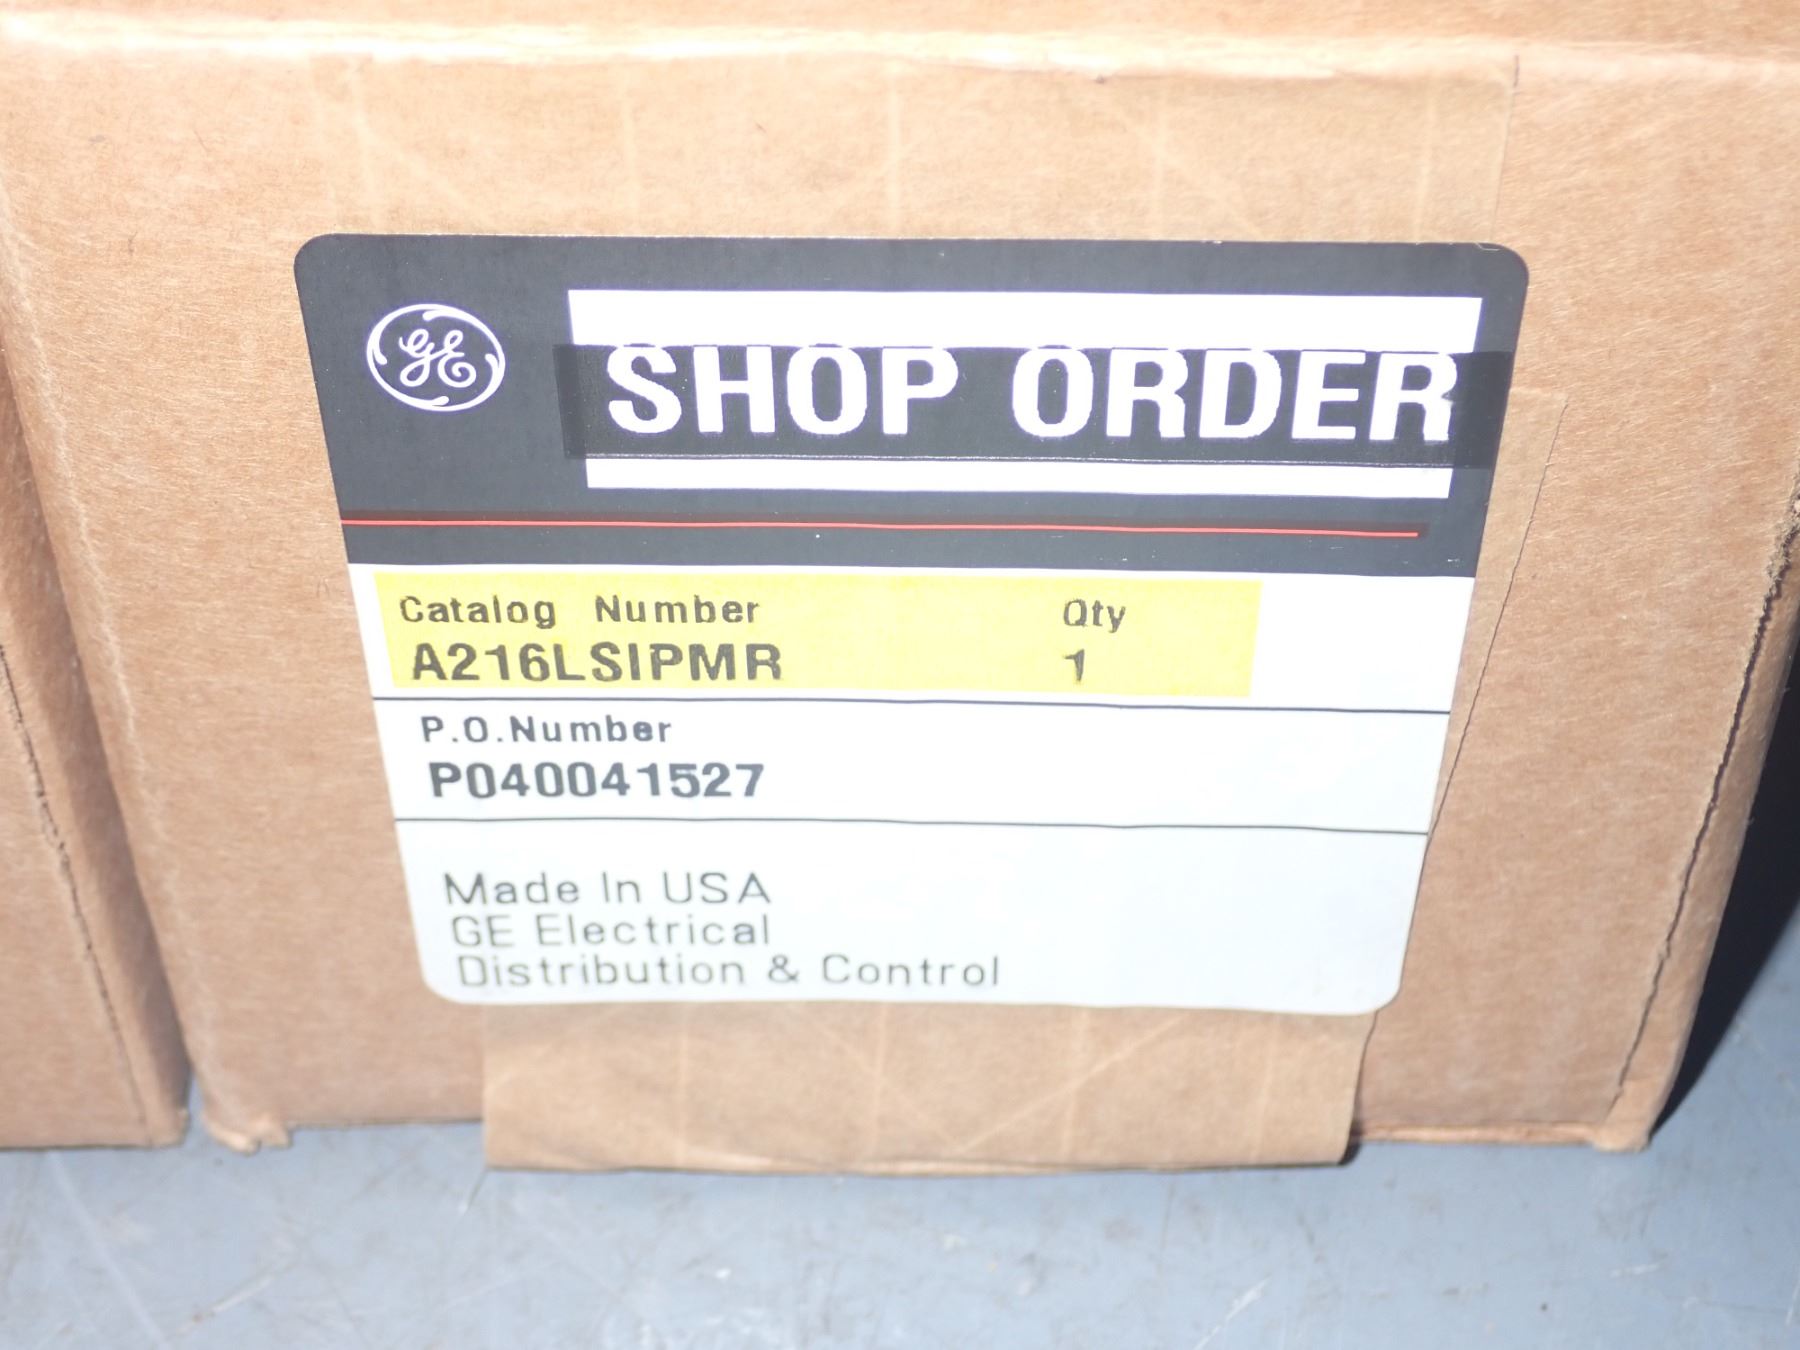 GE
SHOP ORDER
Catalog Number Qty
A216LSIPMR 1
P.O.Number
P040041527
Made In USA
GE Electrical
Distribution & Control